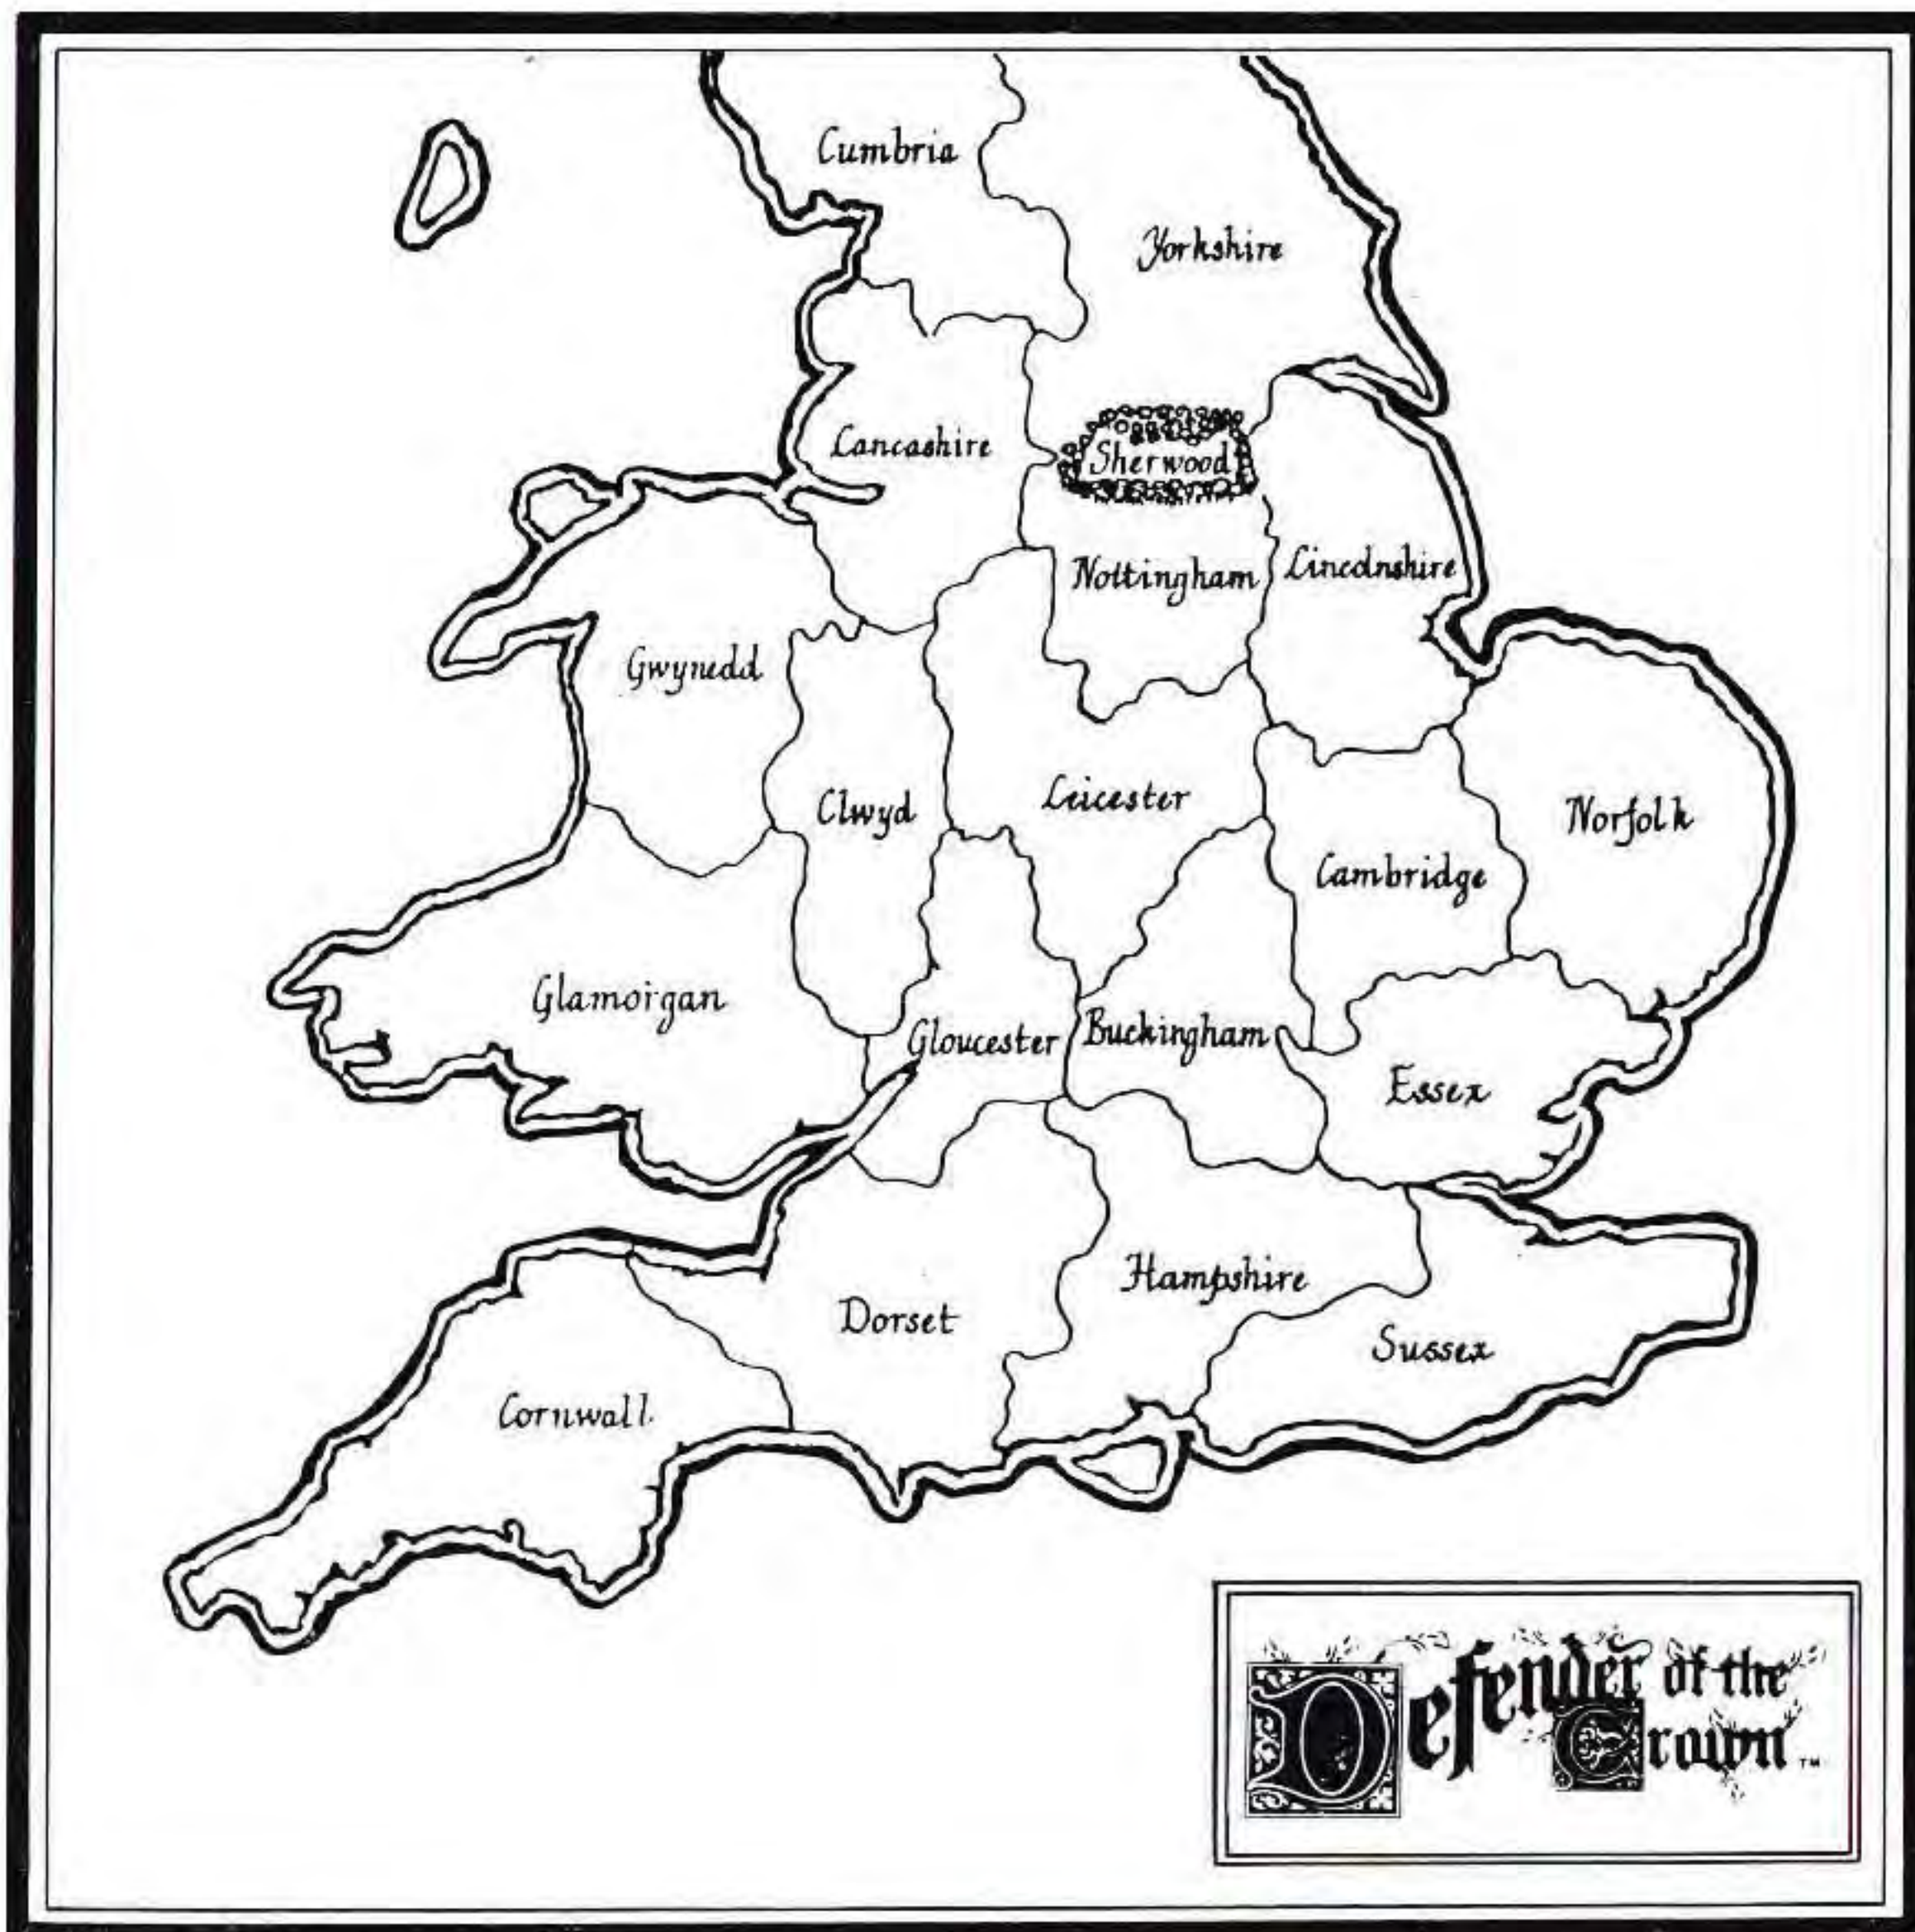 Cumbria
Yorkshire
Lancashire
Sherwood
Nottingham
Lincolnshire
Gwynedd
Clwyd
Leicester
Norfolk
Cambridge
Glamorgan
Gloucester
Buckingham
Essex
Hampshire
Dorset
Sussex
Cornwall
Defender of the
Crown TM